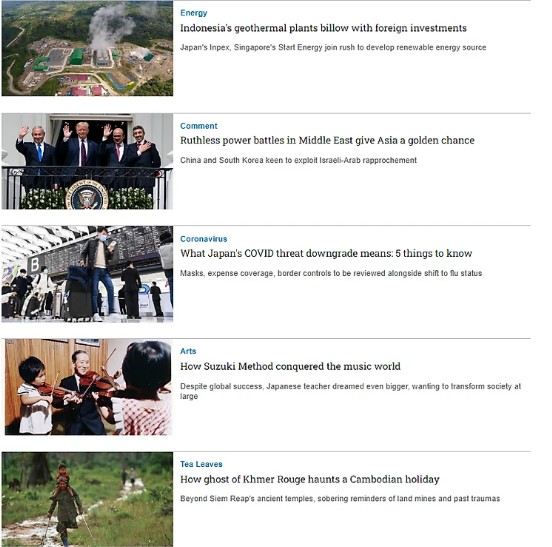 Energy
Indonesia's geothermal plants billow with foreign investments
Japan's Inpex, Singapore's Start Energy join rush to develop renewable energy source
Comment
Ruthless power battles in Middle East give Asia a golden chance
China and South Korea keen to exploit Israeli-Arab rapprochement
Coronavirus
What Japan's COVID threat downgrade means: 5 things to know
Masks, expense coverage, border controls to be reviewed alongside shift to flu status
B
Arts
How Suzuki Method conquered the music world
Despite global success, Japanese teacher dreamed even bigger, wanting to transform society at
large
Tea Leaves
How ghost of Khmer Rouge haunts a Cambodian holiday
Beyond Siem Reap's ancient temples, sobering reminders of land mines and past traumas